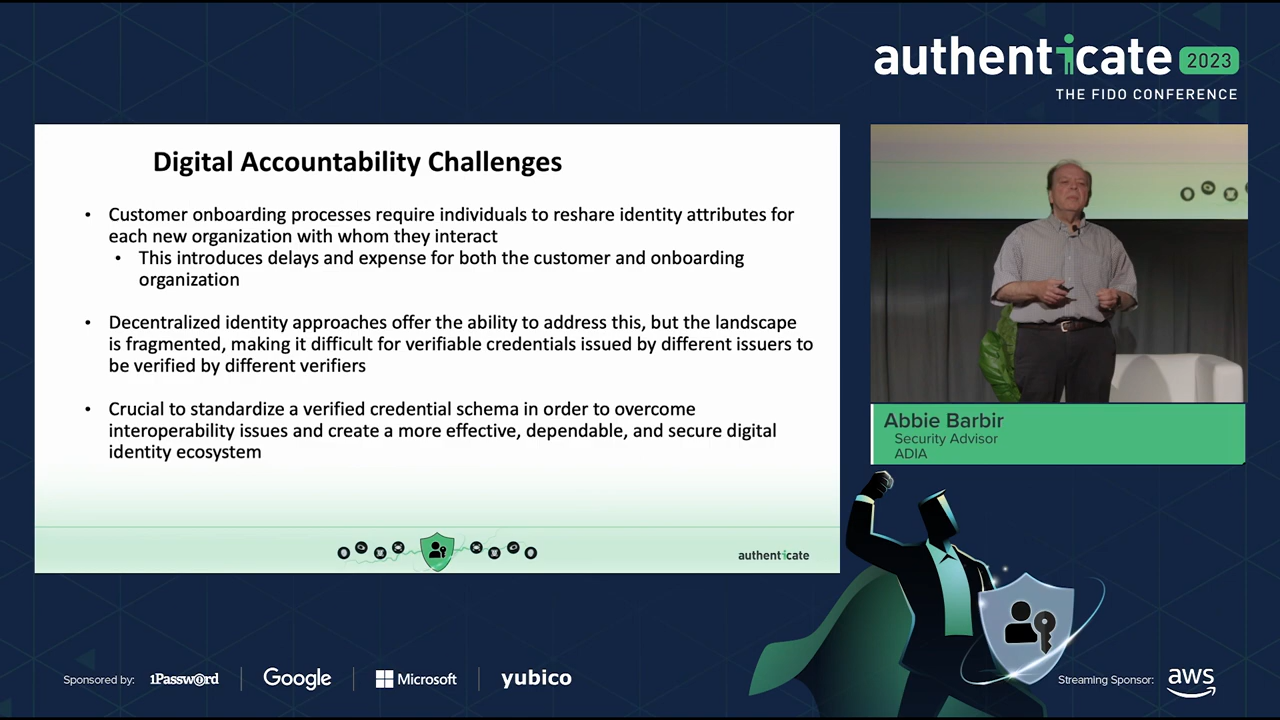 authenticate 2023
THE FIDO CONFERENCE
Digital Accountability Challenges
• Customer onboarding processes require individuals to reshare identity attributes for
each new organization with whom they interact
• This introduces delays and expense for both the customer and onboarding
organization
• Decentralized identity approaches offer the ability to address this, but the landscape
is fragmented, making it difficult for verifiable credentials issued by different issuers to
be verified by different verifiers
• Crucial to standardize a verified credential schema in order to overcome
interoperability issues and create a more effective, dependable, and secure digital
identity ecosystem
authenticate
Abbie Barbir
Security Advisor
ADIA
Sponsored by:
1Password
Google
Microsoft
yubico
Streaming Sponsor:
aws